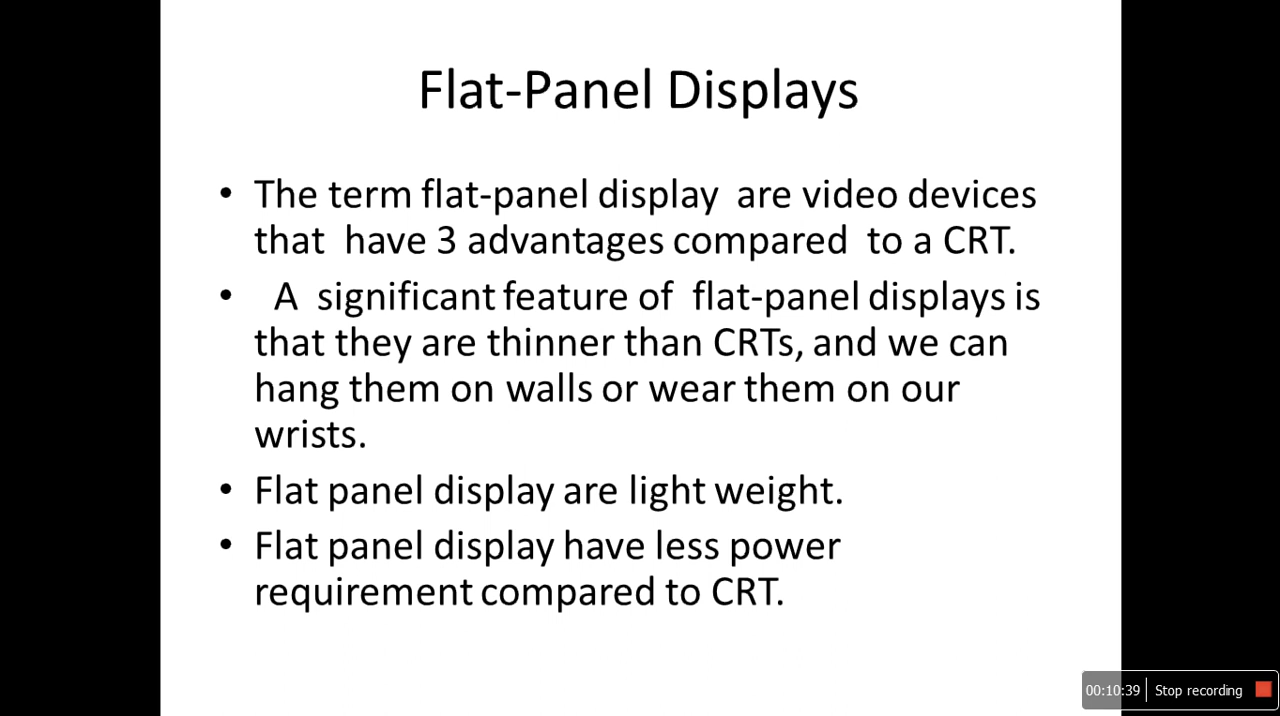 Flat-Panel Displays
• The term flat-panel display are video devices
that have 3 advantages compared to a CRT.
• A significant feature of flat-panel displays is
that they are thinner than CRTs, and we can
hang them on walls or wear them on our
wrists.
• Flat panel display are light weight.
• Flat panel display have less power
requirement compared to CRT.
00:10:39 Stop recording